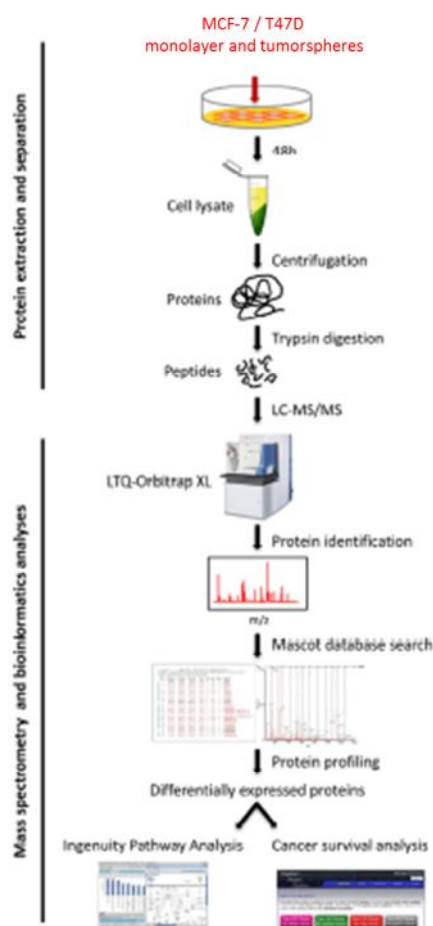 MCF-7 / T47D
monolayer and tumorspheres
48h
Cell lysate
Centrifugation
Proteins
Trypsin digestion
Peptides
LC-MS/MS
LTQ-Orbitrap XL
Protein identification
m/z
Mascot database search
Protein profiling
Differentially expressed proteins
Ingenuity Pathway Analysis
Cancer survival analysis
Protein extraction and separation
Mass spectrometry and bioinformatics analyses